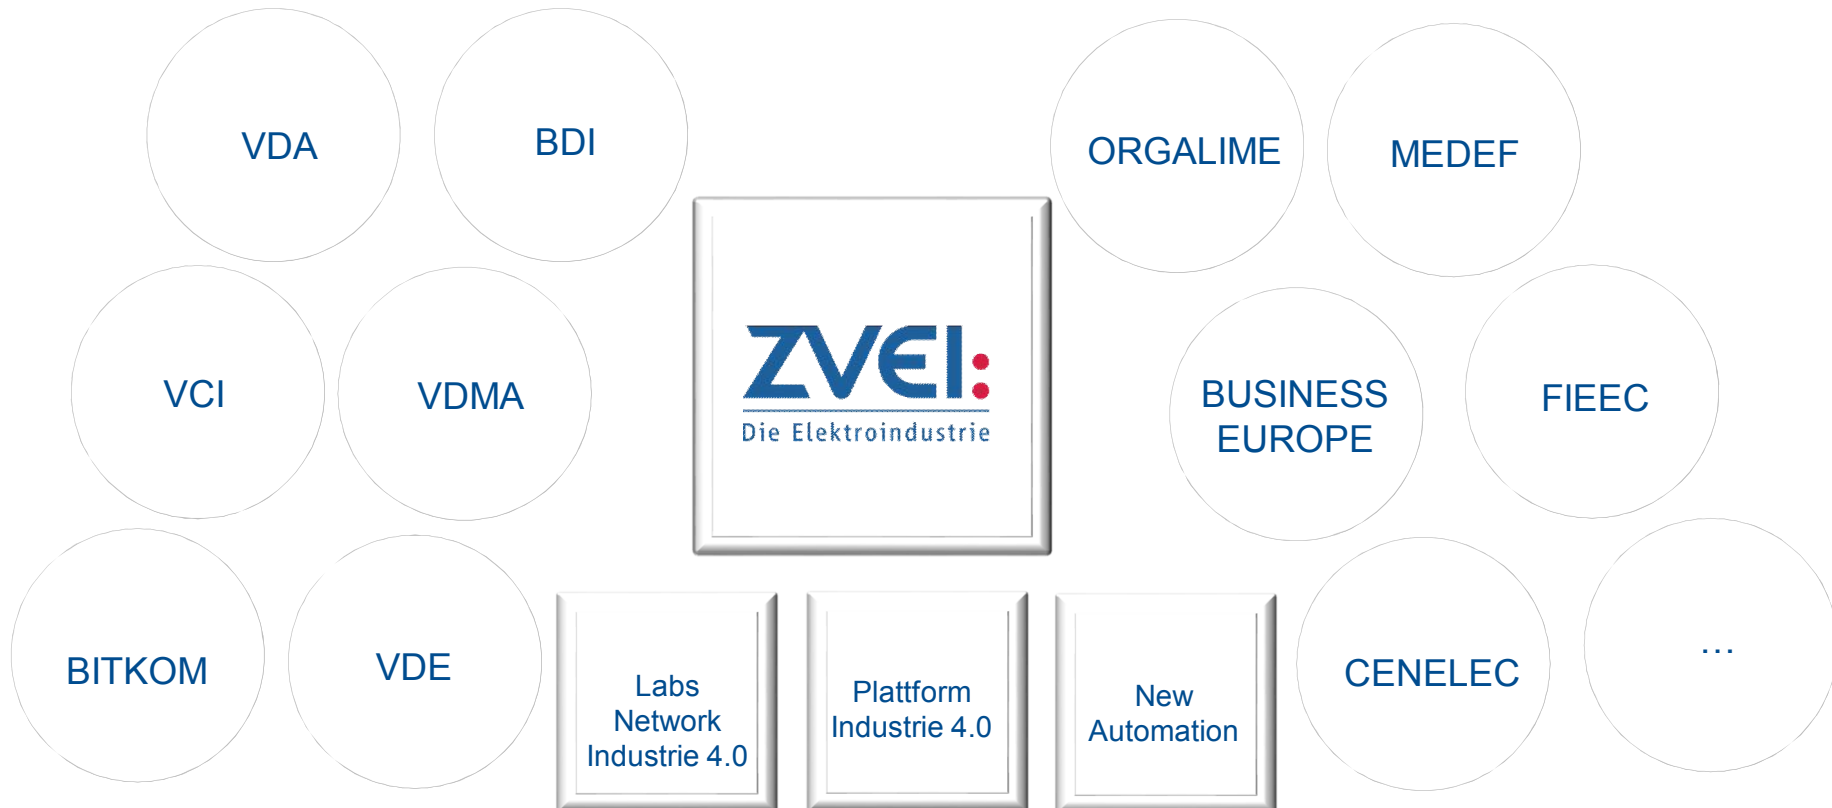 VDA
BDI
ORGALIME
MEDEF
VCI
VDMA
ZVEI:
Die Elektroindustrie
BUSINESS
EUROPE
FIEEC
BITKOM
VDE
Labs
Network
Industrie 4.0
Plattform
Industrie 4.0
New
Automation
CENELEC
...